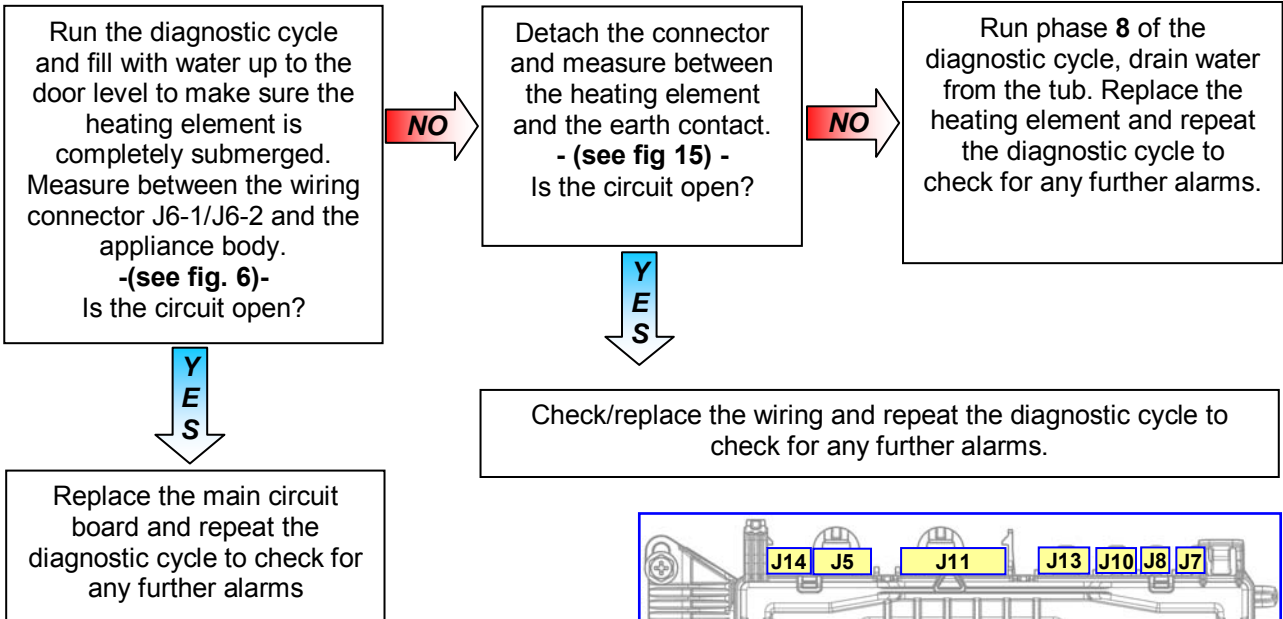 Run the diagnostic cycle
and fill with water up to the
door level to make sure the
heating element is
completely submerged.
Measure between the wiring
connector J6-1/J6-2 and the
appliance body.
-(see fig. 6)-
Is the circuit open?
NO
Detach the connector
and measure between
the heating element
and the earth contact.
- (see fig 15) -
Is the circuit open?
NO
Run phase 8 of the
diagnostic cycle, drain water
from the tub. Replace the
heating element and repeat
the diagnostic cycle to
check for any further alarms.
Y
E
S
Y
E
S
Check/replace the wiring and repeat the diagnostic cycle to
check for any further alarms.
Replace the main circuit
board and repeat the
diagnostic cycle to check for
any further alarms
J14 J5 J11 J13 J10 J8 J7